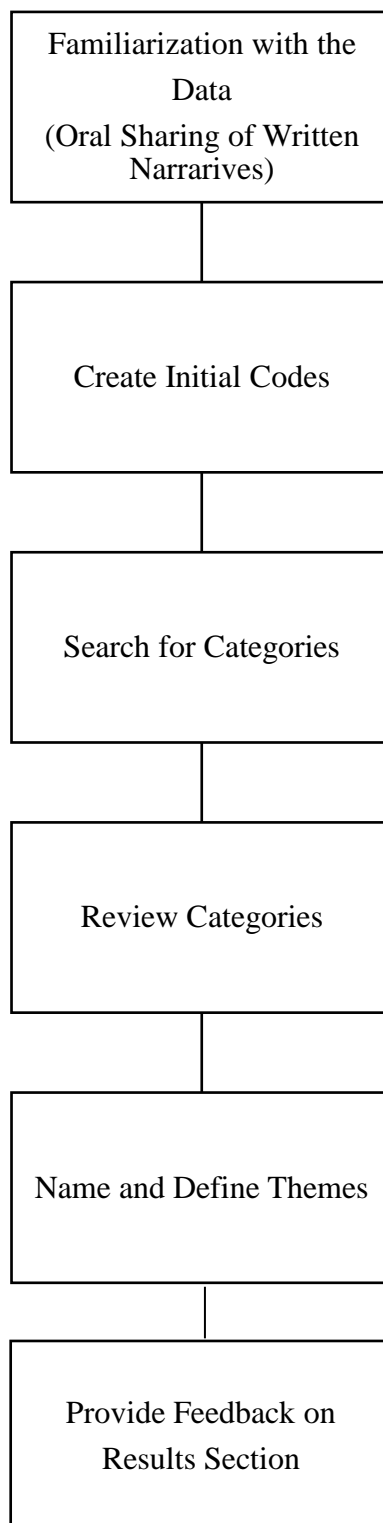 Familiarization with the
Data
(Oral Sharing of Written
Narrarives)
Create Initial Codes
Search for Categories
Review Categories
Name and Define Themes
Provide Feedback on
Results Section